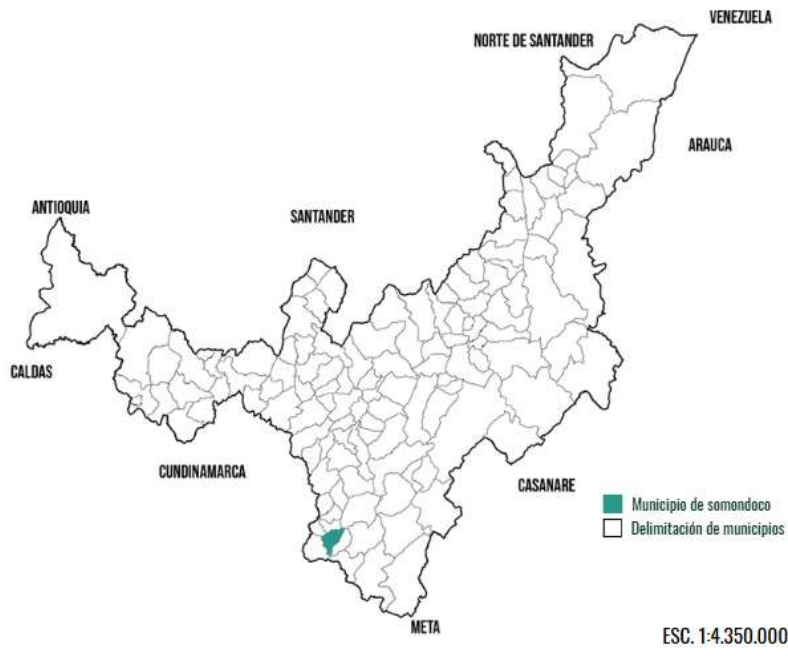 VENEZUELA
NORTE DE SANTANDER
ARAUCA
ANTIOQUIA
SANTANDER
CALDAS
CUNDINAMARCA
CASANARE
Municipio de somondoco
Delimitación de municipios
META
ESC. 1:4.350.000